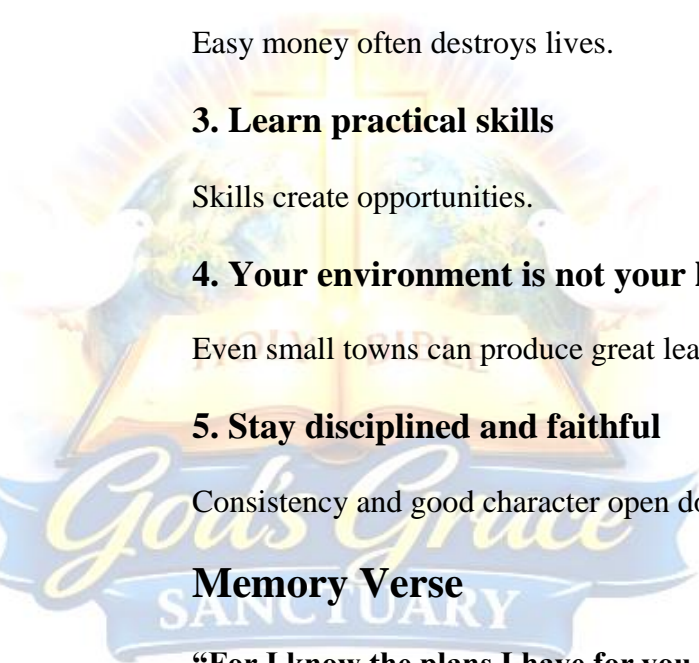 Easy money often destroys lives.
3. Learn practical skills
Skills create opportunities.
4. Your environment is not your
Even small towns can produce great
HOLY BIBLE
5. Stay disciplined and faithful
God's Grace
Consistency and good character open
Memory Verse
SANCTUARY
“For I know the plans I have for you